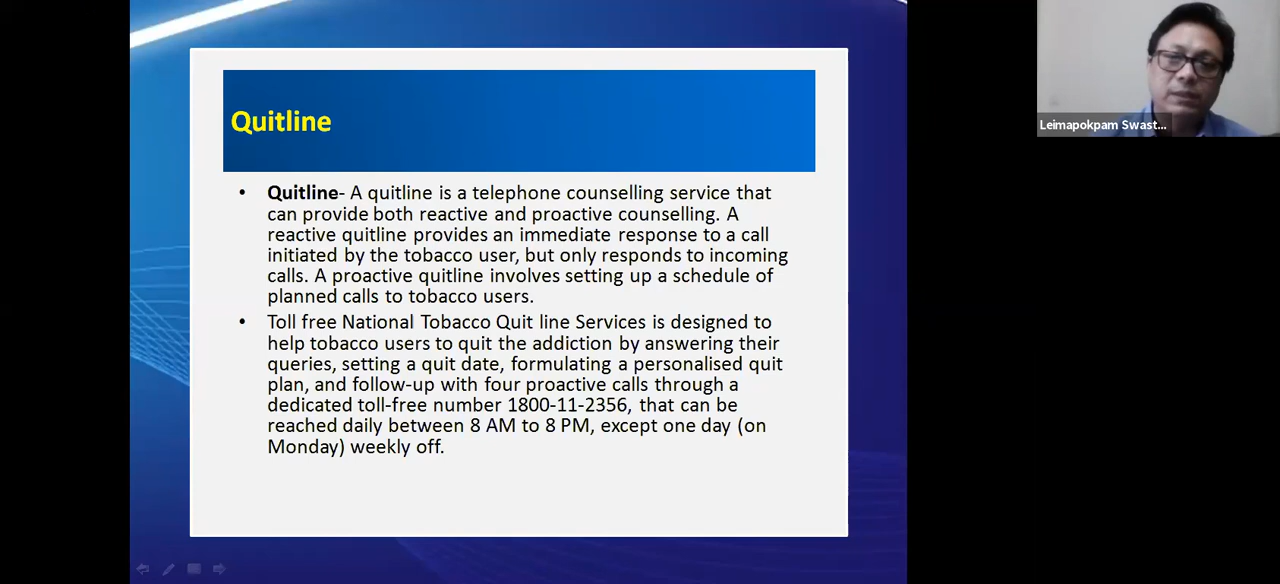 Quitline
• Quitline- A quitline is a telephone counselling service that
can provide both reactive and proactive counselling. A
reactive quitline provides an immediate response to a call
initiated by the tobacco user, but only responds to incoming
calls. A proactive quitline involves setting up a schedule of
planned calls to tobacco users.
• Toll free National Tobacco Quit line Services is designed to
help tobacco users to quit the addiction by answering their
queries, setting a quit date, formulating a personalised quit
plan, and follow-up with four proactive calls through a
dedicated toll-free number 1800-11-2356, that can be
reached daily between 8 AM to 8 PM, except one day (on
Monday) weekly off.
Leimapokpam Swast...